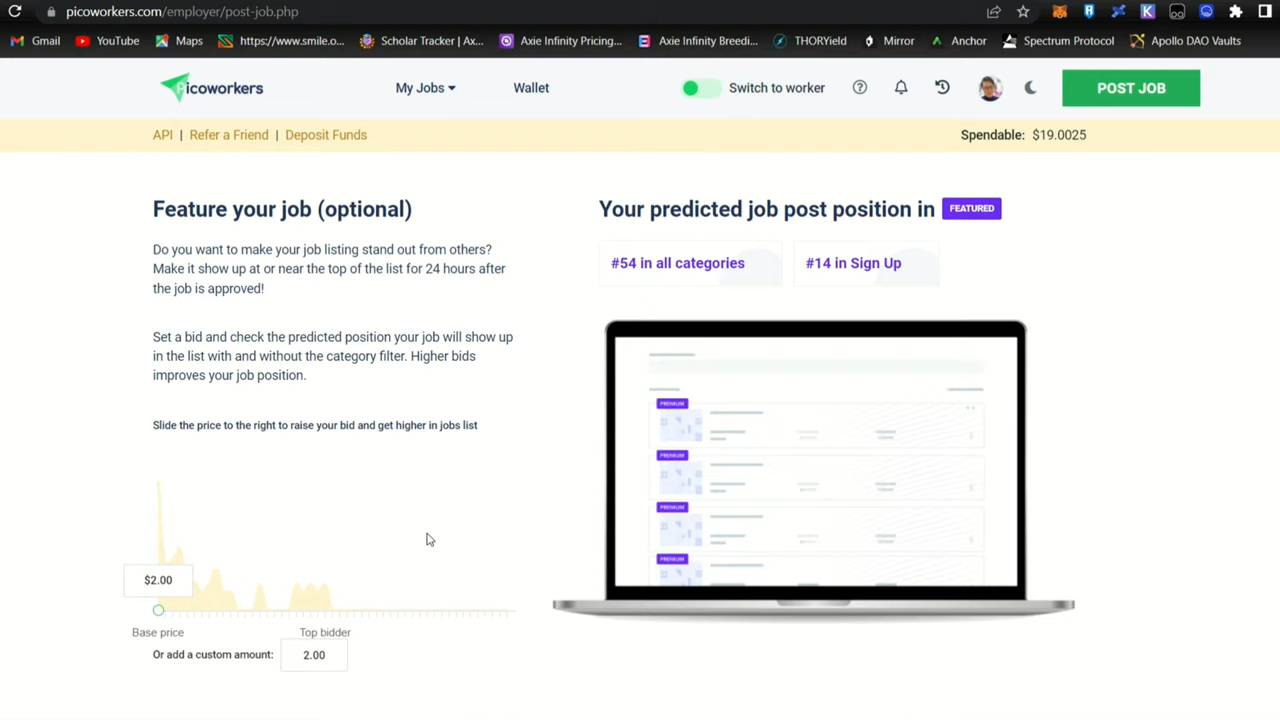 picoworkers.com/employer/post-job.php
Gmail YouTube Maps https://www.smile.o... Scholar Tracker | Ax... Axie Infinity Pricing... Axie Infinity Breedi... THORYield Mirror Anchor Spectrum Protocol Apollo DAO Vaults
Picoworkers My Jobs Wallet Switch to worker POST JOB
API | Refer a Friend | Deposit Funds Spendable: $19.0025
Feature your job (optional)
Do you want to make your job listing stand out from others?
Make it show up at or near the top of the list for 24 hours after
the job is approved!
Set a bid and check the predicted position your job will show up
in the list with and without the category filter. Higher bids
improves your job position.
Slide the price to the right to raise your bid and get higher in jobs list
$2.00
Base price Top bidder
Or add a custom amount: 2.00
Your predicted job post position in FEATURED
#54 in all categories #14 in Sign Up
PREMIUM
PREMIUM
PREMIUM
PREMIUM